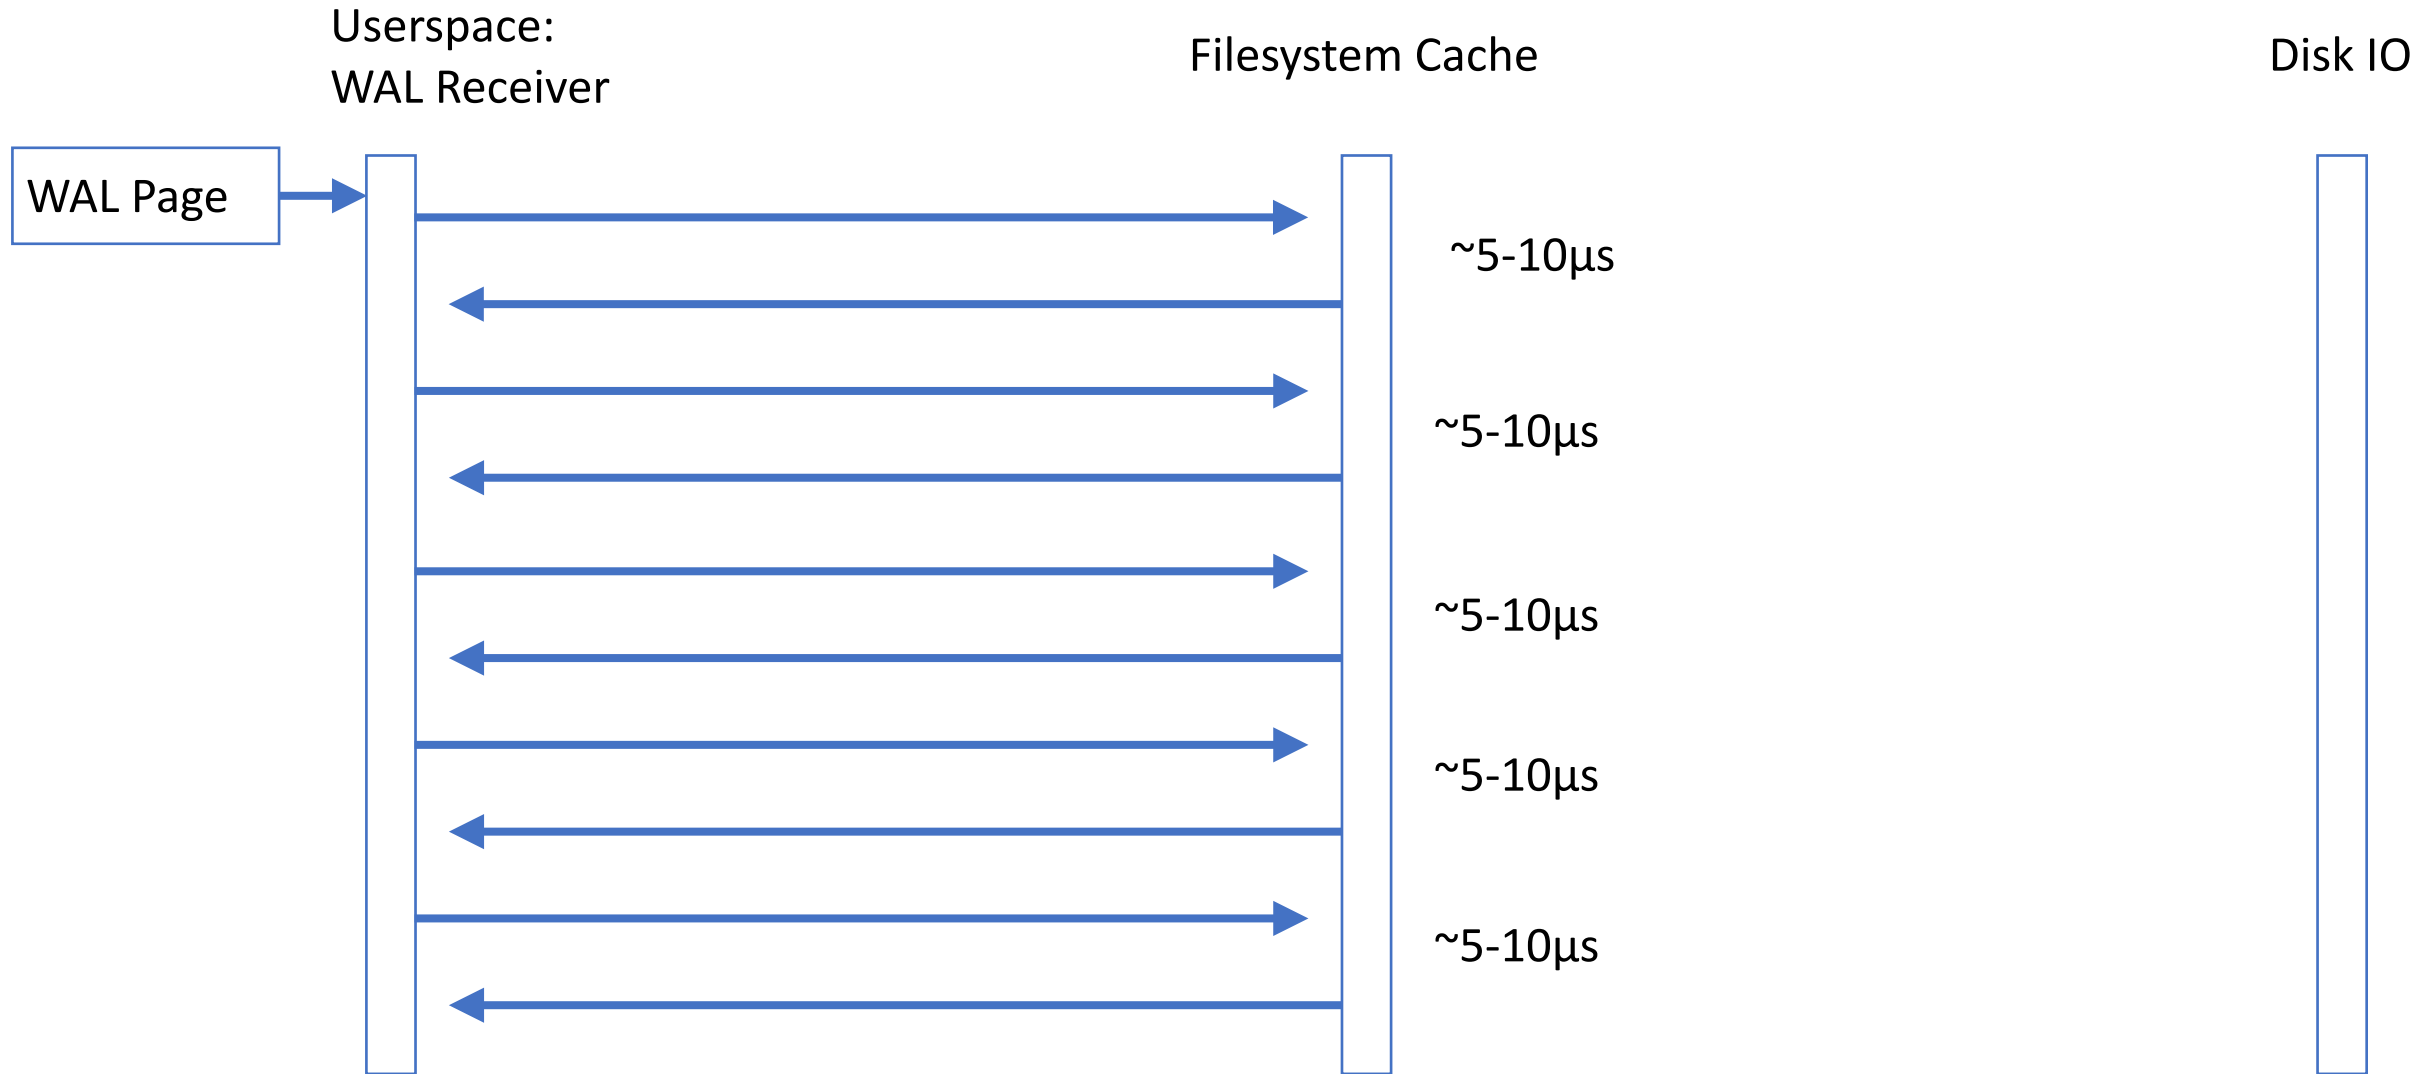 Userspace:
WAL Receiver
Filesystem Cache
Disk IO
WAL Page
~5-10µs
~5-10µs
~5-10µs
~5-10µs
~5-10µs